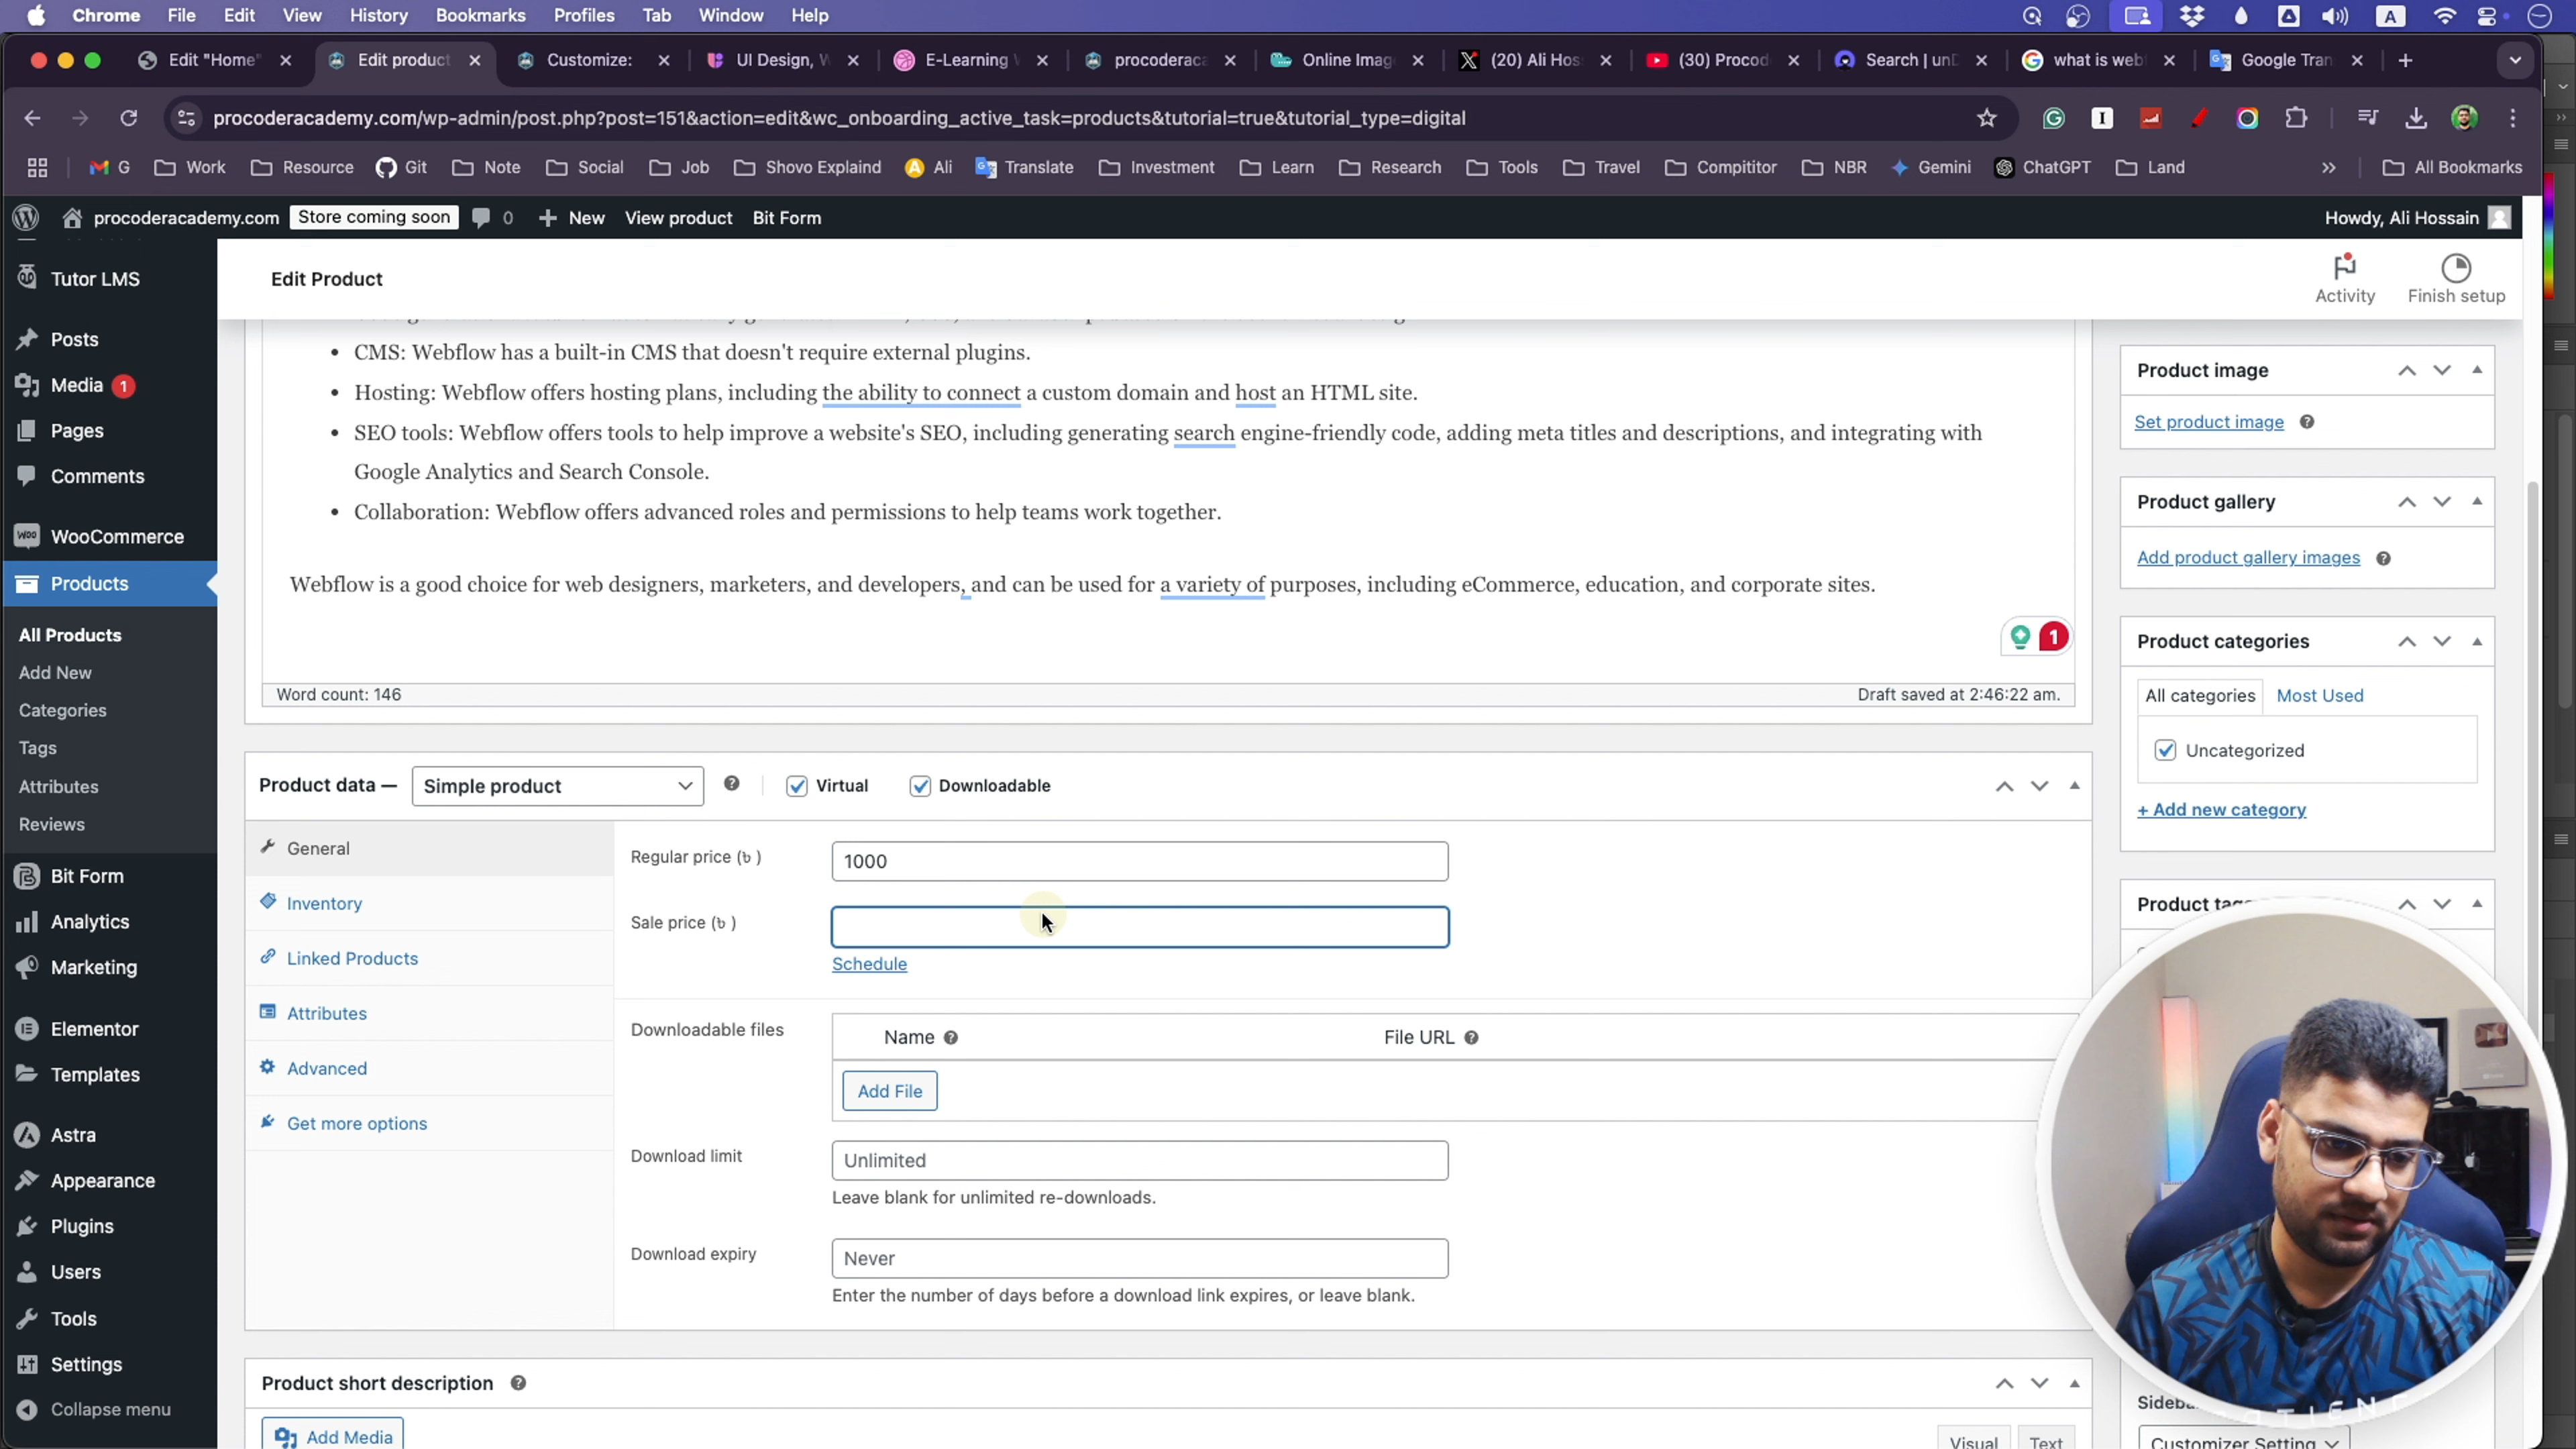 Chrome File Edit View History Bookmarks Profiles Tab Window Help
Edit "Home" Edit product Customize: UI Design, W E-Learning procoderaca Online Imag (20) Ali Hos (30) Procod Search | unD what is web Google Tran
procoderacademy.com/wp-admin/post.php?post=151&action=edit&wc_onboarding_active_task=products&tutorial=true&tutorial_type=digital
G Work Resource Git Note Social Job Shovo Explaind Ali Translate Investment Learn Research Tools Travel Compititor NBR Gemini ChatGPT Land All Bookmarks
procoderacademy.com Store coming soon 0 New View product Bit Form Howdy, Ali Hossain
Tutor LMS
Posts
Media 1
Pages
Comments
WooCommerce
Products
All Products
Add New
Categories
Tags
Attributes
Reviews
Bit Form
Analytics
Marketing
Elementor
Templates
Astra
Appearance
Plugins
Users
Tools
Settings
Collapse menu
Edit Product
Activity
Finish setup
CMS: Webflow has a built-in CMS that doesn't require external plugins.
Hosting: Webflow offers hosting plans, including the ability to connect a custom domain and host an HTML site.
SEO tools: Webflow offers tools to help improve a website's SEO, including generating search engine-friendly code, adding meta titles and descriptions, and integrating with
Google Analytics and Search Console.
Collaboration: Webflow offers advanced roles and permissions to help teams work together.
Webflow is a good choice for web designers, marketers, and developers, and can be used for a variety of purposes, including eCommerce, education, and corporate sites.
1
Word count: 146
Draft saved at 2:46:22 am.
Product data — Simple product Virtual Downloadable
General
Inventory
Linked Products
Attributes
Advanced
Get more options
Regular price (৳ ) 1000
Sale price (৳ )
Schedule
Downloadable files
Name File URL
Add File
Download limit Unlimited
Leave blank for unlimited re-downloads.
Download expiry Never
Enter the number of days before a download link expires, or leave blank.
Product short description
Add Media
Visual Text
Product image
Set product image
Product gallery
Add product gallery images
Product categories
All categories Most Used
Uncategorized
+ Add new category
Product tags
Customizer Setting